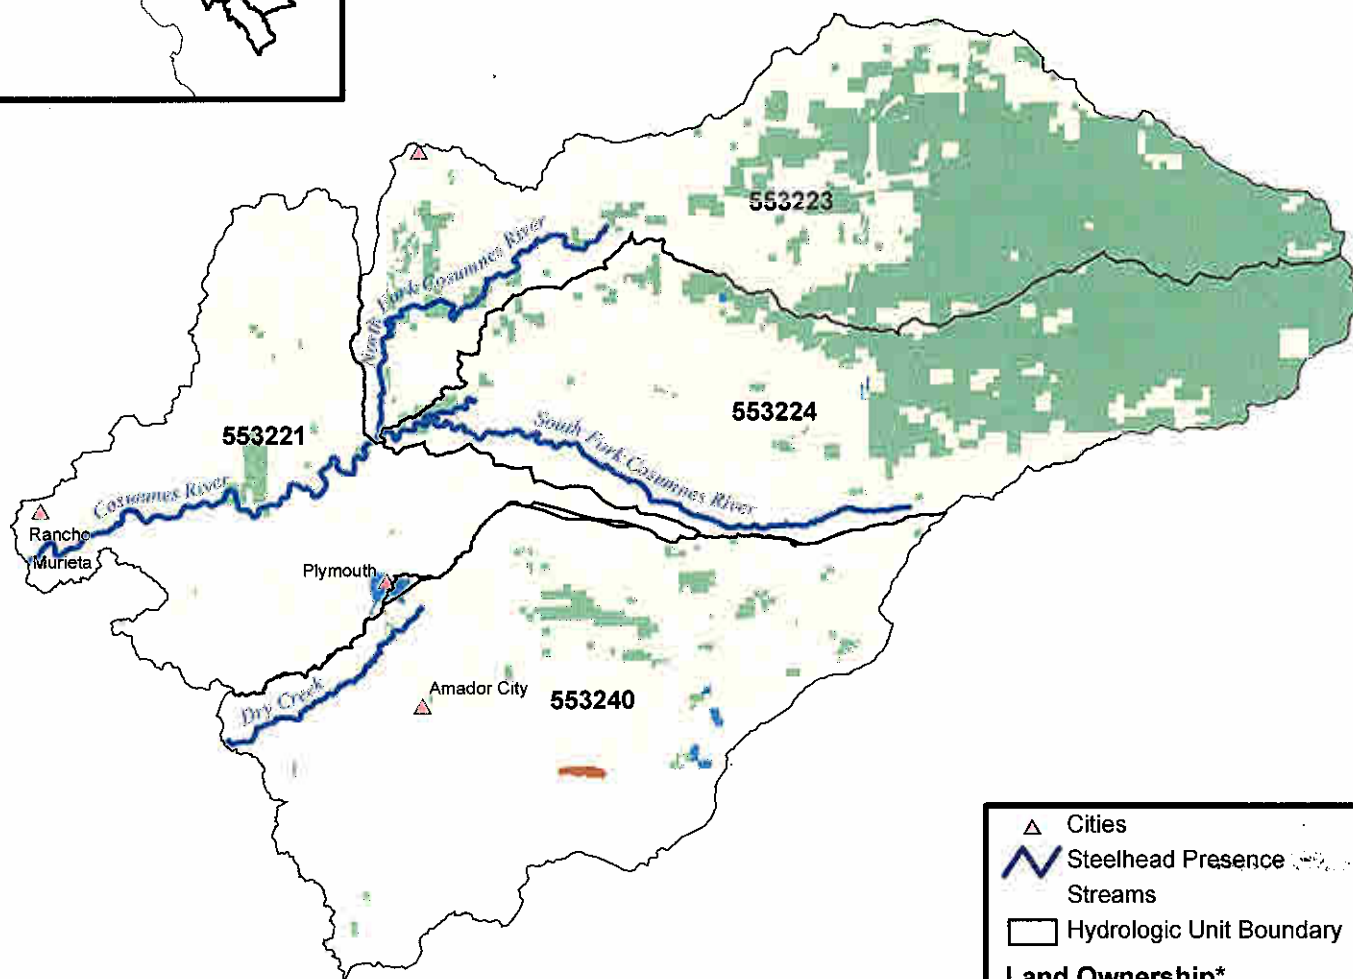 553223
North Fork Cosumnes River
553224
553221
South Fork Cosumnes River
Cosumnes River
Rancho
Murieta
Plymouth
Amador City
553240
Dry Creek
Cities
Steelhead Presence
Streams
Hydrologic Unit Boundary
Land Ownership*